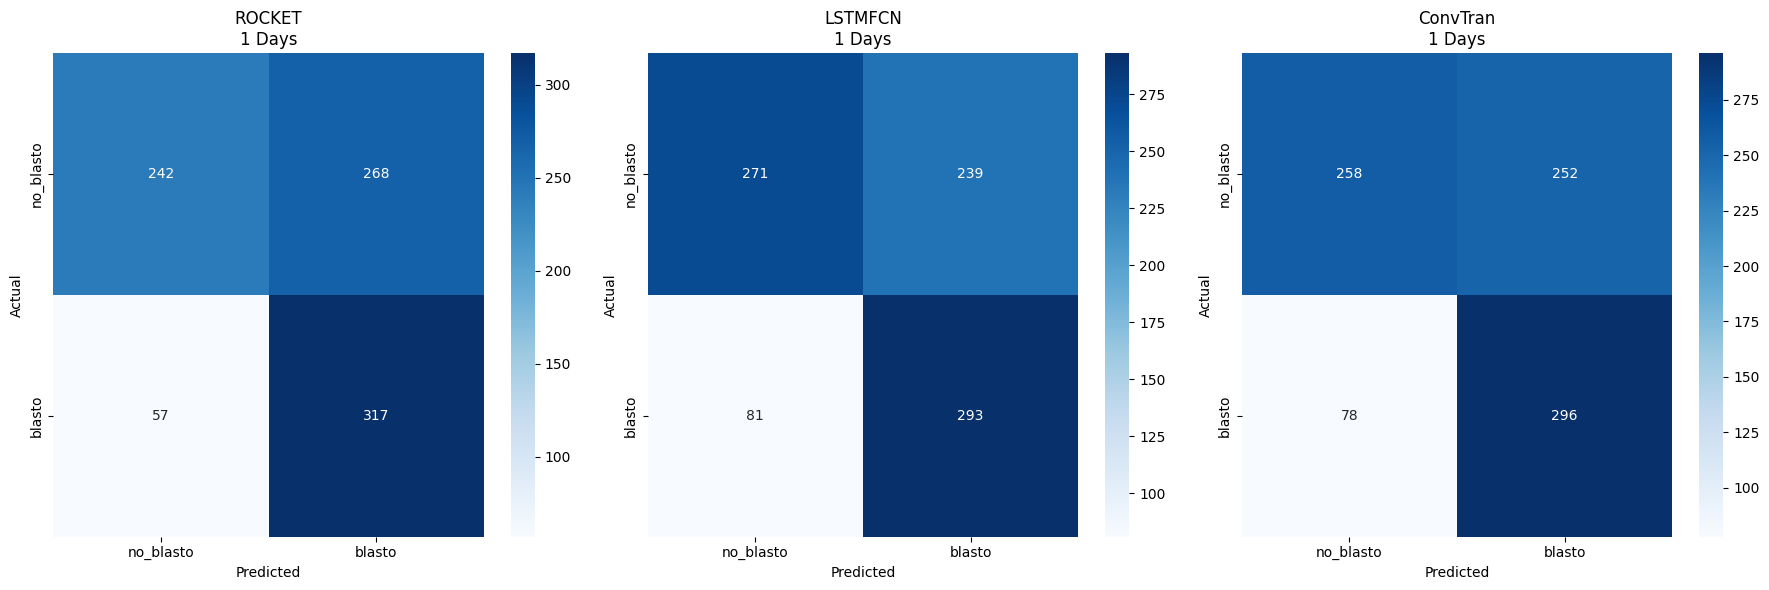 ROCKET
1 Days
no_blasto
242
268
blasto
57
317
Actual
no_blasto
blasto
Predicted
300
250
200
150
100
LSTMFCN
1 Days
no_blasto
271
239
blasto
81
293
Actual
no_blasto
blasto
Predicted
275
250
225
200
175
150
125
100
ConvTran
1 Days
no_blasto
258
252
blasto
78
296
Actual
no_blasto
blasto
Predicted
275
250
225
200
175
150
125
100